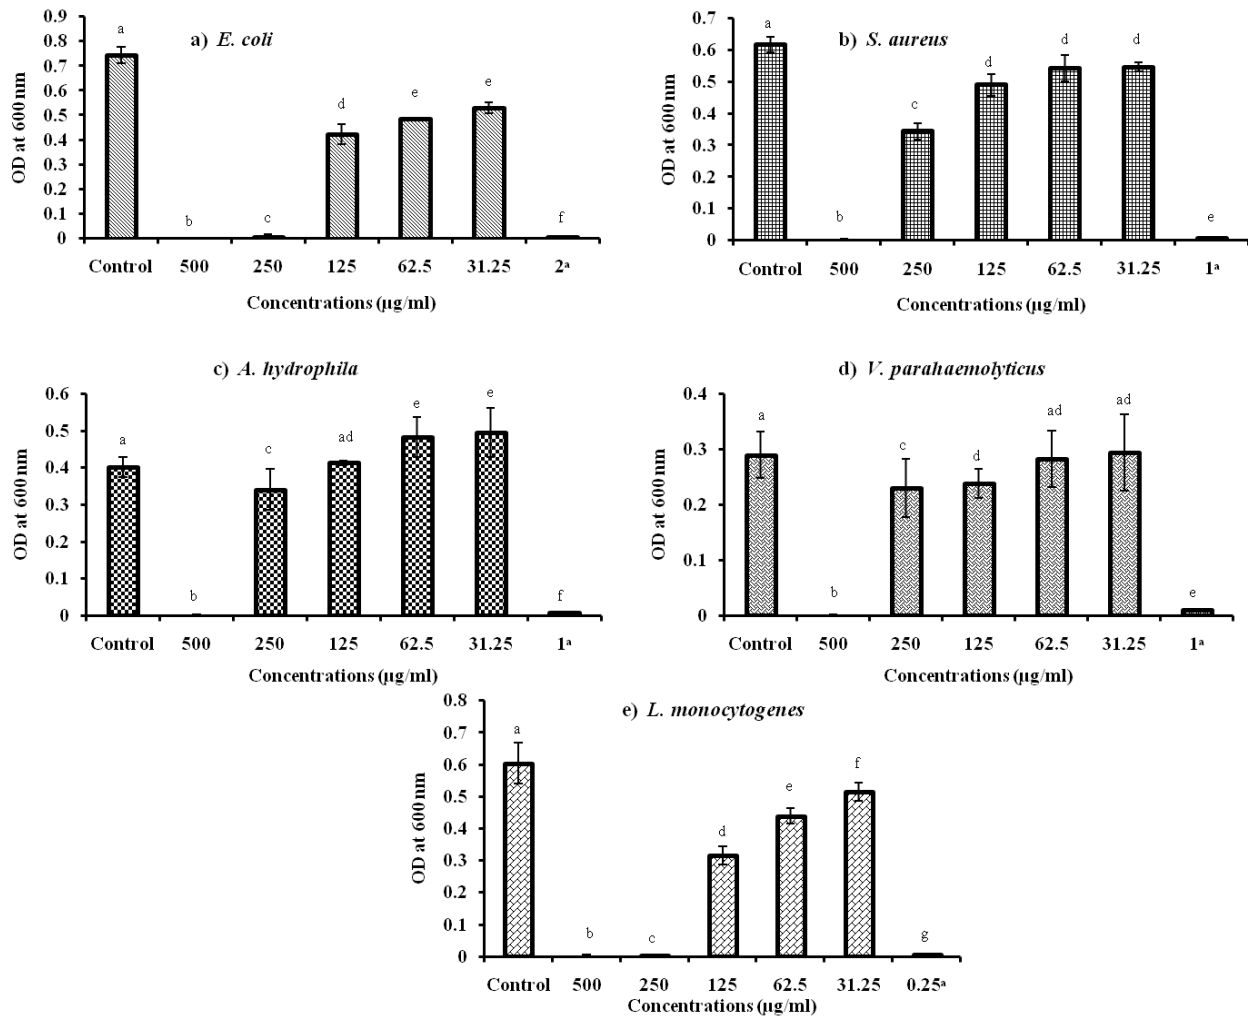 a) E. coli
OD at 600 nm
0.9
0.8
0.7
0.6
0.5
0.4
0.3
0.2
0.1
0
a
b
c
d
e
e
f
Control 500 250 125 62.5 31.25 2ᵃ
Concentrations (µg/ml)
b) S. aureus
OD at 600 nm
0.7
0.6
0.5
0.4
0.3
0.2
0.1
0
a
b
c
d
d
d
e
Control 500 250 125 62.5 31.25 1ᵃ
Concentrations (µg/ml)
c) A. hydrophila
OD at 600 nm
0.6
0.5
0.4
0.3
0.2
0.1
0
a
b
c
ad
e
e
f
Control 500 250 125 62.5 31.25 1ᵃ
Concentrations (µg/ml)
d) V. parahaemolyticus
OD at 600 nm
0.4
0.3
0.2
0.1
0
a
b
c
d
ad
ad
e
Control 500 250 125 62.5 31.25 1ᵃ
Concentrations (µg/ml)
e) L. monocytogenes
OD at 600 nm
0.8
0.7
0.6
0.5
0.4
0.3
0.2
0.1
0
a
b
c
d
e
f
g
Control 500 250 125 62.5 31.25 0.25ᵃ
Concentrations (µg/ml)